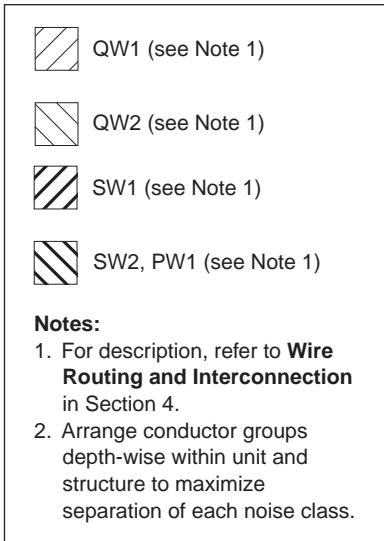 QW1 (see Note 1)
QW2 (see Note 1)
SW1 (see Note 1)
SW2, PW1 (see Note 1)
Notes:
1. For description, refer to Wire
Routing and Interconnection
in Section 4.
2. Arrange conductor groups
depth-wise within unit and
structure to maximize
separation of each noise class.